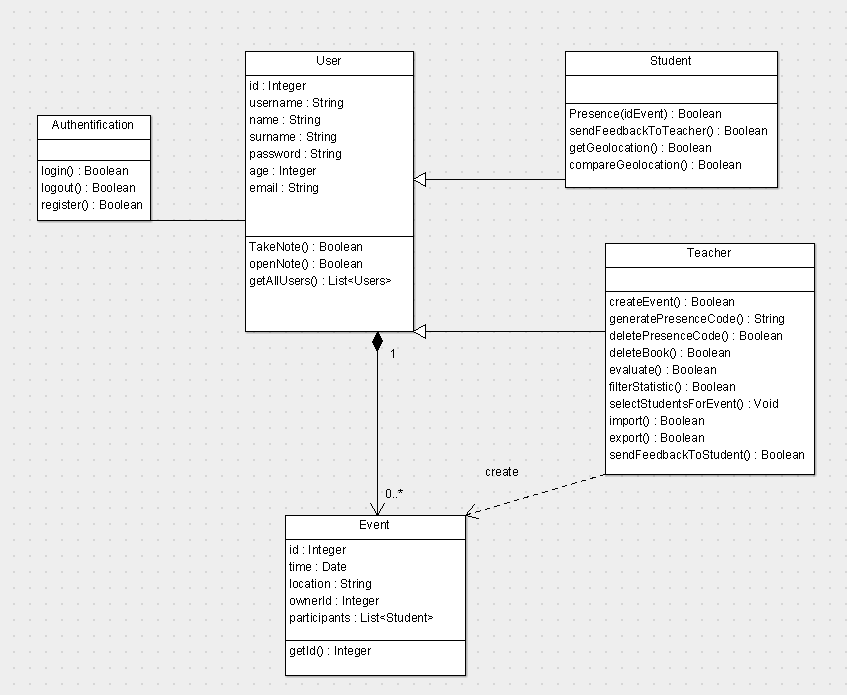 Authentification
login() : Boolean
logout() : Boolean
register() : Boolean
User
id : Integer
username : String
name : String
surname : String
password : String
age : Integer
email : String
TakeNote() : Boolean
openNote() : Boolean
getAllUsers() : List<Users>
Student
Presence(idEvent) : Boolean
sendFeedbackToTeacher() : Boolean
getGeolocation() : Boolean
compareGeolocation() : Boolean
Teacher
createEvent() : Boolean
generatePresenceCode() : String
deletePresenceCode() : Boolean
deleteBook() : Boolean
evaluate() : Boolean
filterStatistic() : Boolean
selectStudentsForEvent() : Void
import() : Boolean
export() : Boolean
sendFeedbackToStudent() : Boolean
1
create
0..*
Event
id : Integer
time : Date
location : String
ownerId : Integer
participants : List<Student>
getId() : Integer